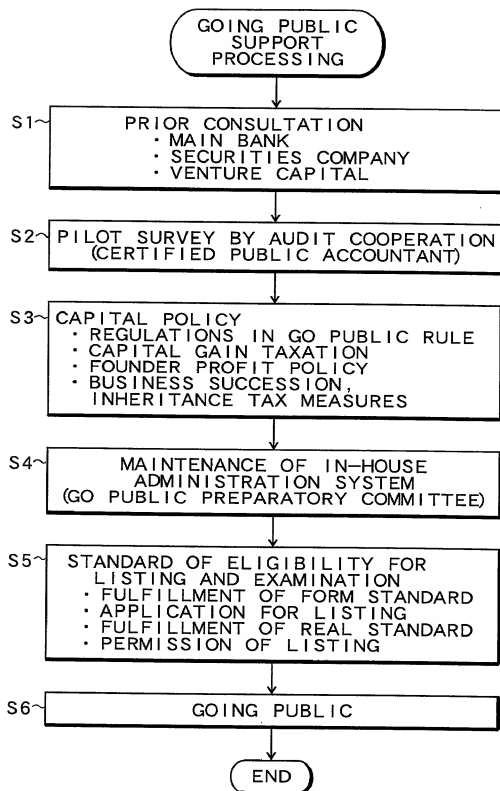 GOING PUBLIC
SUPPORT
PROCESSING
S1~
PRIOR CONSULTATION
・MAIN BANK
・SECURITIES COMPANY
・VENTURE CAPITAL
S2~
PILOT SURVEY BY AUDIT COOPERATION
(CERTIFIED PUBLIC ACCOUNTANT)
S3~
CAPITAL POLICY
・REGULATIONS IN GO PUBLIC RULE
・CAPITAL GAIN TAXATION
・FOUNDER PROFIT POLICY
・BUSINESS SUCCESSION,
INHERITANCE TAX MEASURES
S4~
MAINTENANCE OF IN-HOUSE
ADMINISTRATION SYSTEM
(GO PUBLIC PREPARATORY COMMITTEE)
S5~
STANDARD OF ELIGIBILITY FOR
LISTING AND EXAMINATION
・FULFILLMENT OF FORM STANDARD
・APPLICATION FOR LISTING
・FULFILLMENT OF REAL STANDARD
・PERMISSION OF LISTING
S6~
GOING PUBLIC
END